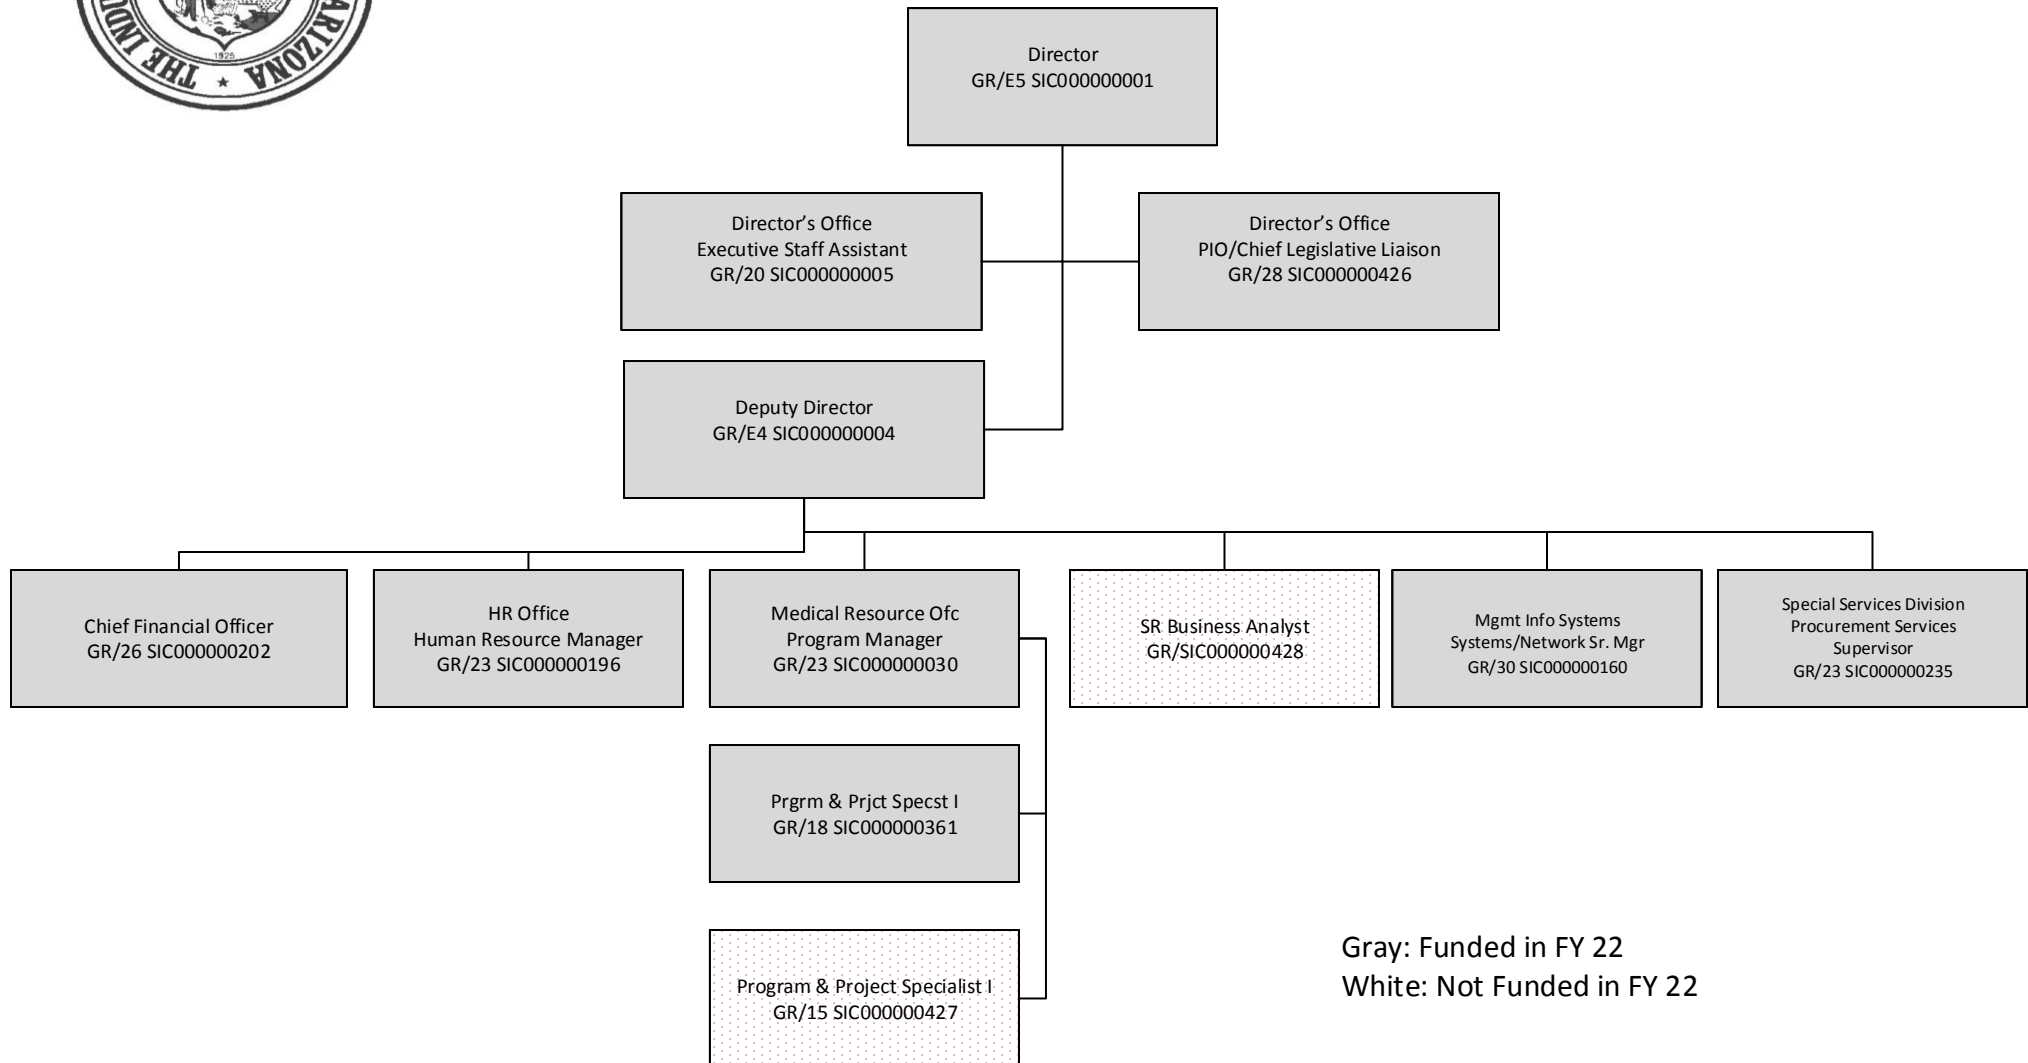 THE INDU
ARIZONA
1925
Director
GR/E5 SIC000000001
Director’s Office
Executive Staff Assistant
GR/20 SIC000000005
Director’s Office
PIO/Chief Legislative Liaison
GR/28 SIC000000426
Deputy Director
GR/E4 SIC000000004
Chief Financial Officer
GR/26 SIC000000202
HR Office
Human Resource Manager
GR/23 SIC000000196
Medical Resource Ofc
Program Manager
GR/23 SIC000000030
SR Business Analyst
GR/SIC000000428
Mgmt Info Systems
Systems/Network Sr. Mgr
GR/30 SIC000000160
Special Services Division
Procurement Services
Supervisor
GR/23 SIC000000235
Prgrm & Prjct Specst I
GR/18 SIC000000361
Program & Project Specialist I
GR/15 SIC000000427
Gray: Funded in FY 22
White: Not Funded in FY 22